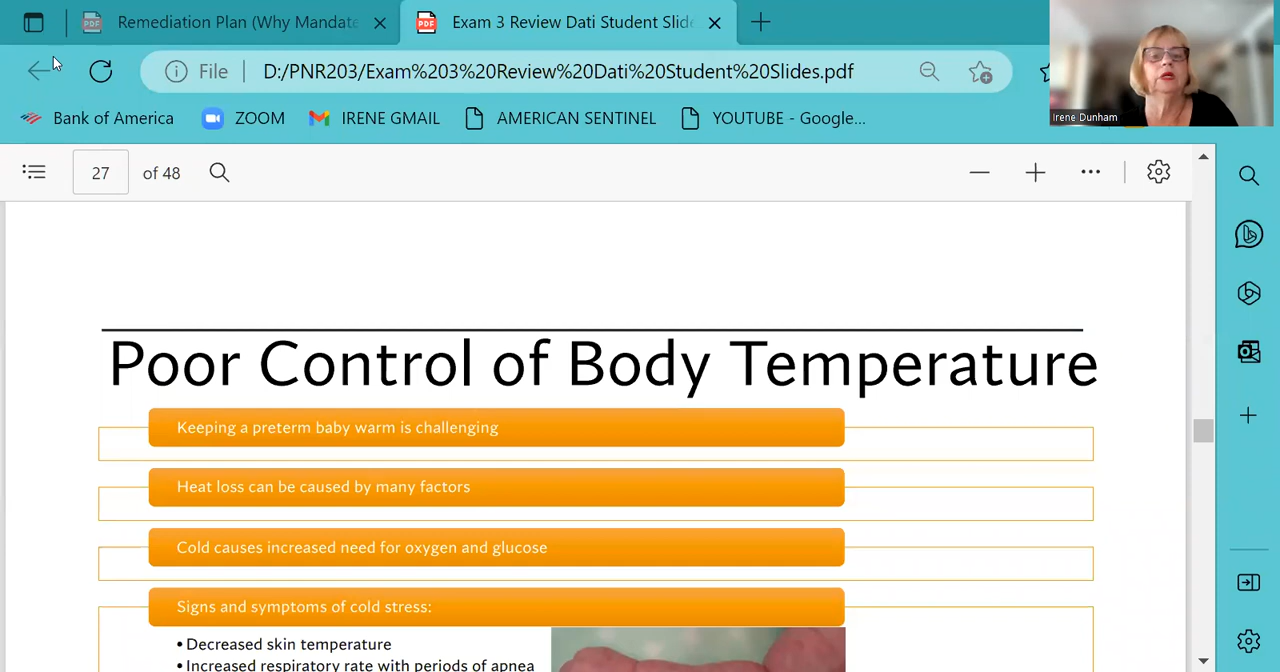 Remediation Plan (Why Mandate
Exam 3 Review Dati Student Slid
File
D:/PNR203/Exam%203%20Review%20Dati%20Student%20Slides.pdf
Bank of America
ZOOM
IRENE GMAIL
AMERICAN SENTINEL
YOUTUBE - Google...
Irene Dunham
27 of 48
Poor Control of Body Temperature
Keeping a preterm baby warm is challenging
Heat loss can be caused by many factors
Cold causes increased need for oxygen and glucose
Signs and symptoms of cold stress:
• Decreased skin temperature
• Increased respiratory rate with periods of apnea